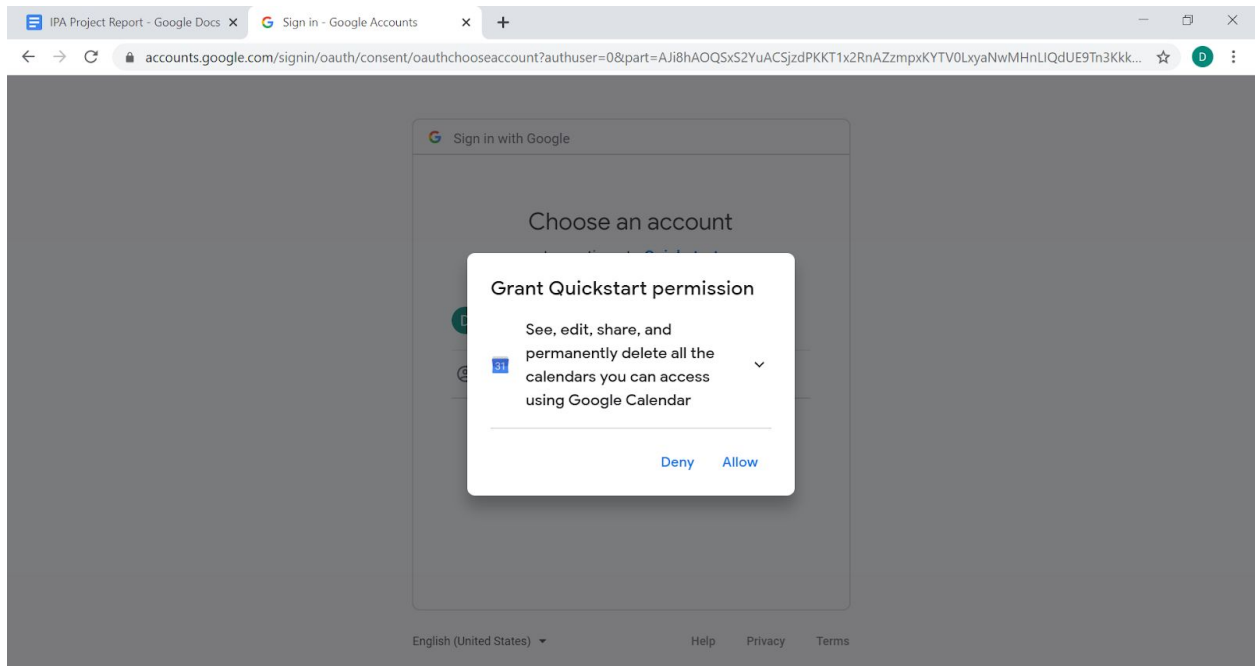 IPA Project Report - Google Docs
Sign in - Google Accounts
accounts.google.com/signin/oauth/consent/oauthchooseaccount?authuser=0&part=AJi8hAOQSxS2YuACSjzdPKKT1x2RnAZzmpxKYTV0LxyaNwMHnLIQdUE9Tn3Kkk...
D
G Sign in with Google
Choose an account
Grant Quickstart permission
31
See, edit, share, and
permanently delete all the
calendars you can access
using Google Calendar
Deny Allow
English (United States)
Help Privacy Terms